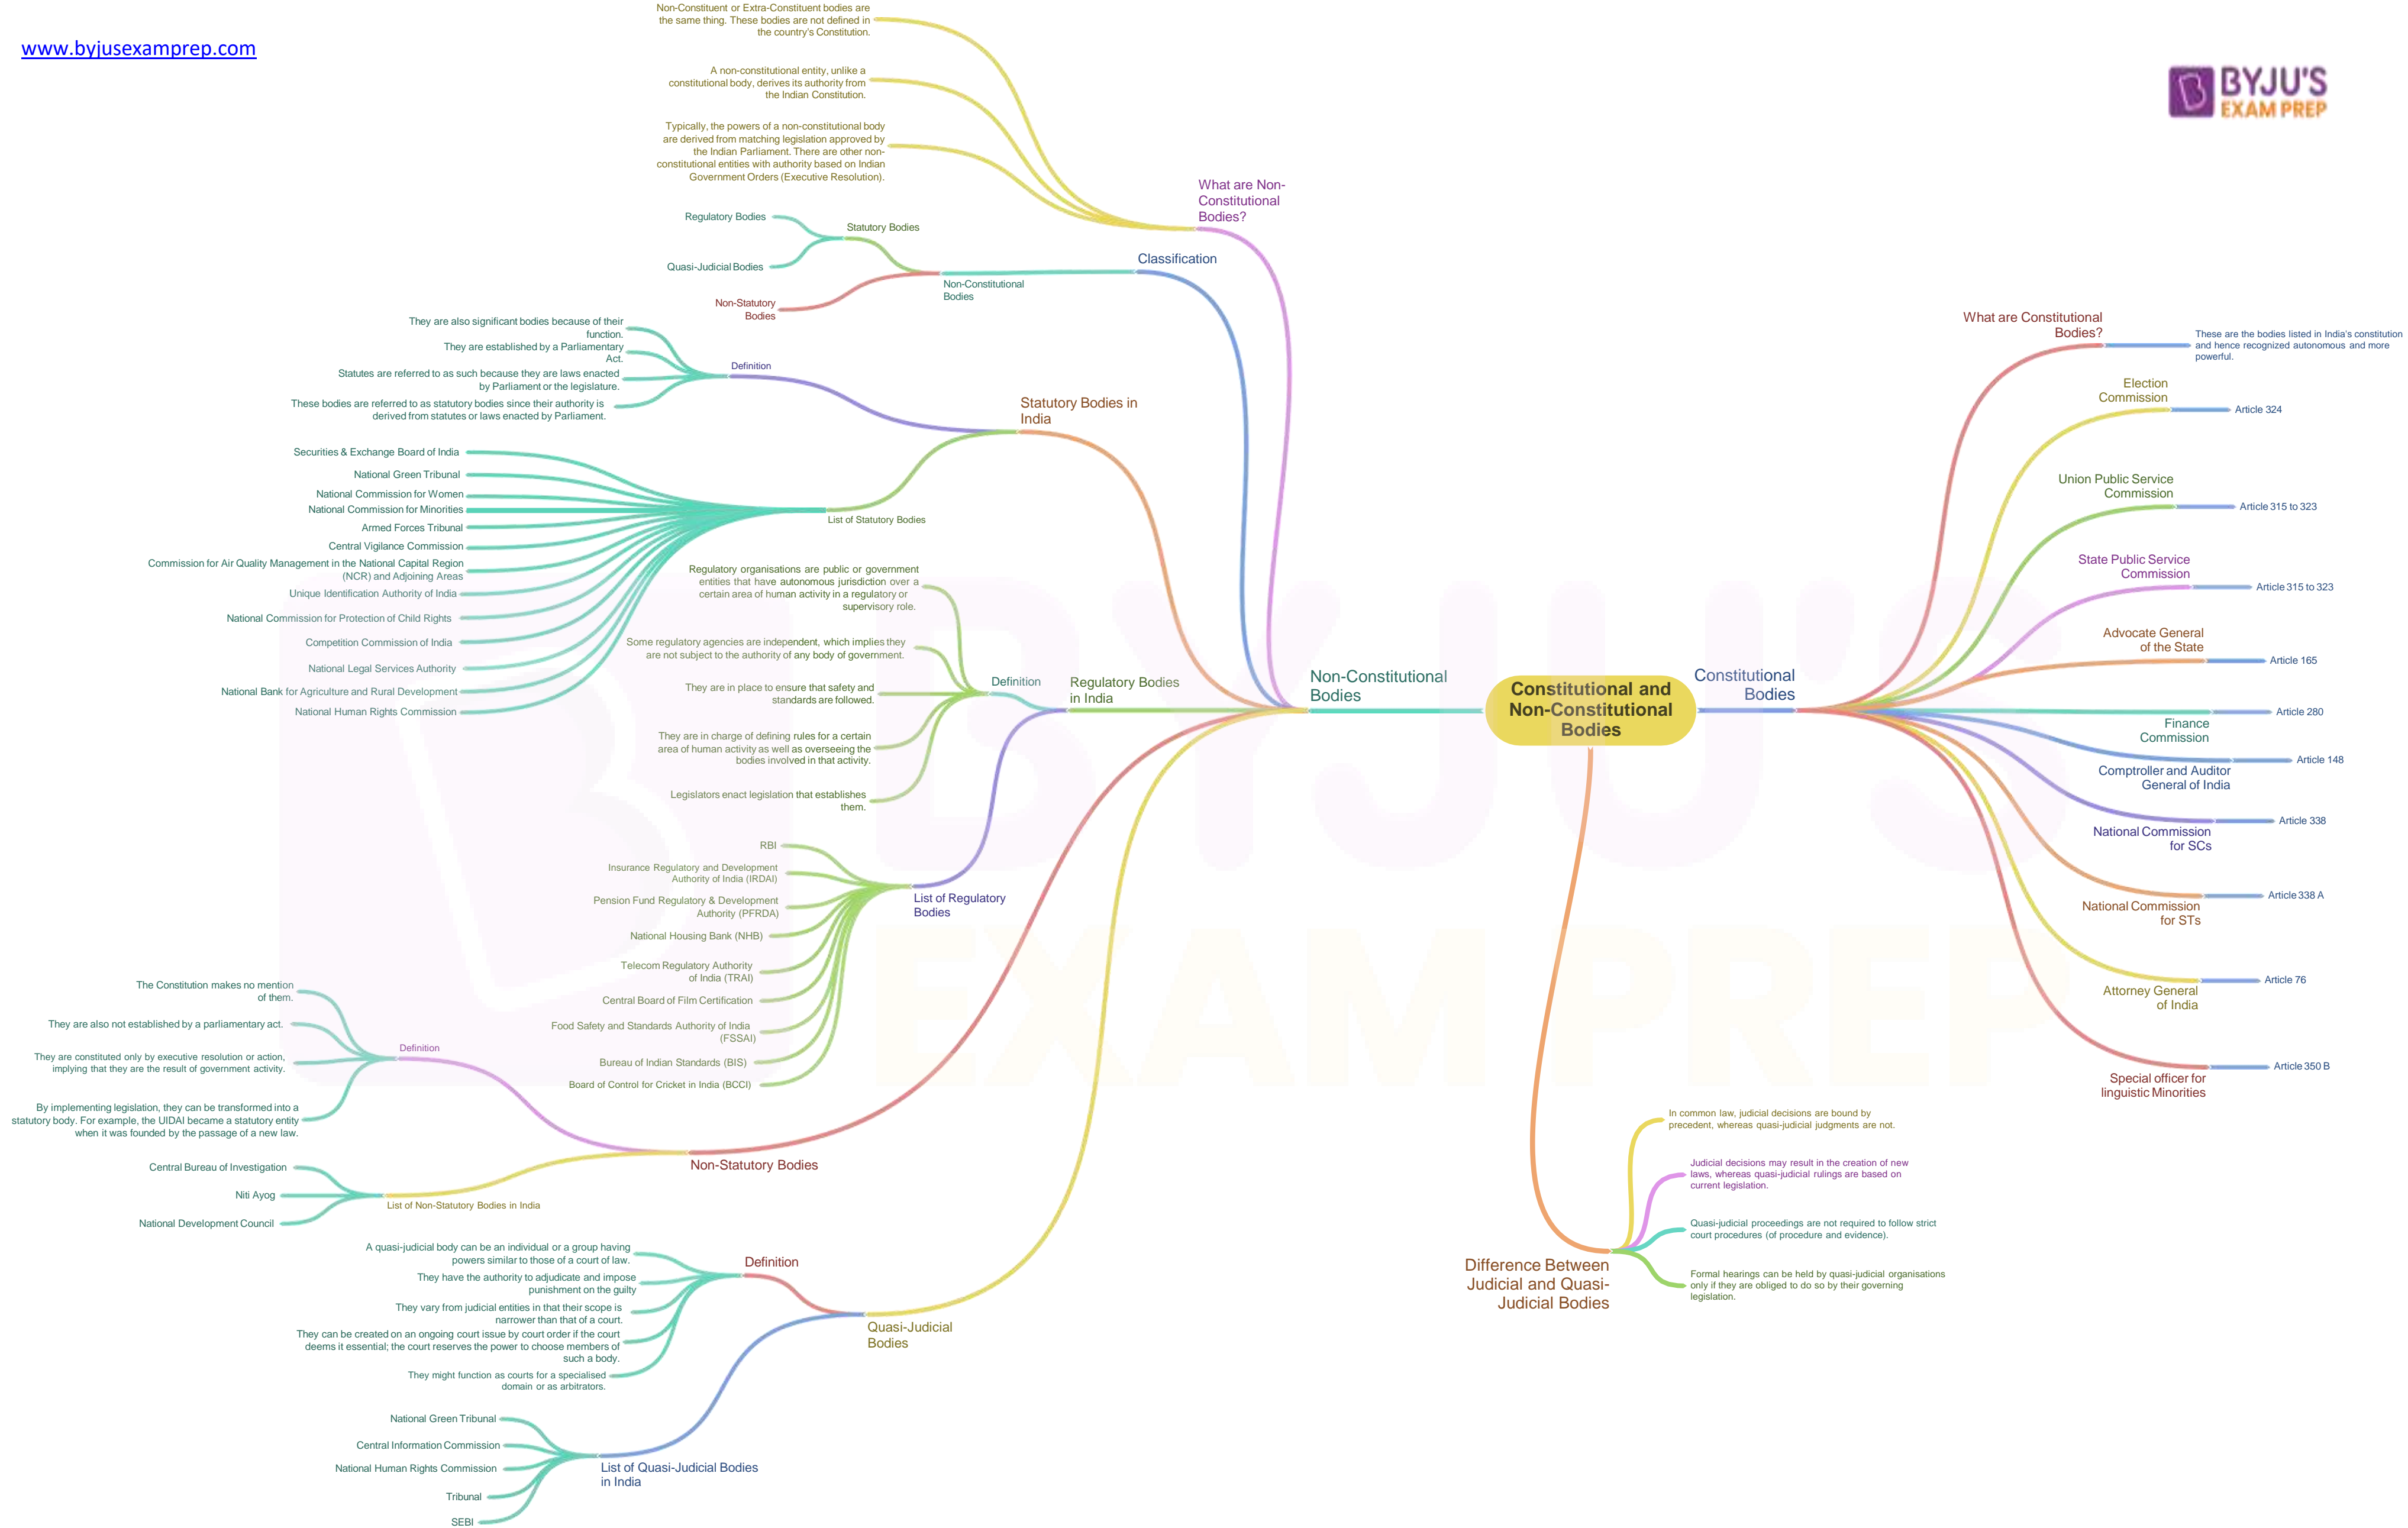 www.byjusexamprep.com
BYJU'S
EXAM PREP
Constitutional and
Non-Constitutional
Bodies
Non-Constitutional
Bodies
What are Non-
Constitutional
Bodies?
Non-Constituent or Extra-Constituent bodies are
the same thing. These bodies are not defined in
the country's Constitution.
A non-constitutional entity, unlike a
constitutional body, derives its authority from
the Indian Constitution.
Typically, the powers of a non-constitutional body
are derived from matching legislation approved by
the Indian Parliament. There are other non-
constitutional entities with authority based on Indian
Government Orders (Executive Resolution).
Classification
Non-Constitutional
Bodies
Statutory Bodies
Regulatory Bodies
Quasi-Judicial Bodies
Non-Statutory
Bodies
Statutory Bodies in
India
Definition
They are also significant bodies because of their
function.
They are established by a Parliamentary
Act.
Statutes are referred to as such because they are laws enacted
by Parliament or the legislature.
These bodies are referred to as statutory bodies since their authority is
derived from statutes or laws enacted by Parliament.
List of Statutory Bodies
Securities & Exchange Board of India
National Green Tribunal
National Commission for Women
National Commission for Minorities
Armed Forces Tribunal
Central Vigilance Commission
Commission for Air Quality Management in the National Capital Region
(NCR) and Adjoining Areas
Unique Identification Authority of India
National Commission for Protection of Child Rights
Competition Commission of India
National Legal Services Authority
National Bank for Agriculture and Rural Development
National Human Rights Commission
Regulatory Bodies
in India
Definition
Regulatory organisations are public or government
entities that have autonomous jurisdiction over a
certain area of human activity in a regulatory or
supervisory role.
Some regulatory agencies are independent, which implies they
are not subject to the authority of any body of government.
They are in place to ensure that safety and
standards are followed.
They are in charge of defining rules for a certain
area of human activity as well as overseeing the
bodies involved in that activity.
Legislators enact legislation that establishes
them.
List of Regulatory
Bodies
RBI
Insurance Regulatory and Development
Authority of India (IRDAI)
Pension Fund Regulatory & Development
Authority (PFRDA)
National Housing Bank (NHB)
Telecom Regulatory Authority
of India (TRAI)
Central Board of Film Certification
Food Safety and Standards Authority of India
(FSSAI)
Bureau of Indian Standards (BIS)
Board of Control for Cricket in India (BCCI)
Non-Statutory Bodies
Definition
The Constitution makes no mention
of them.
They are also not established by a parliamentary act.
They are constituted only by executive resolution or action,
implying that they are the result of government activity.
By implementing legislation, they can be transformed into a
statutory body. For example, the UIDAI became a statutory entity
when it was founded by the passage of a new law.
List of Non-Statutory Bodies in India
Central Bureau of Investigation
Niti Ayog
National Development Council
Quasi-Judicial
Bodies
Definition
A quasi-judicial body can be an individual or a group having
powers similar to those of a court of law.
They have the authority to adjudicate and impose
punishment on the guilty
They vary from judicial entities in that their scope is
narrower than that of a court.
They can be created on an ongoing court issue by court order if the court
deems it essential; the court reserves the power to choose members of
such a body.
They might function as courts for a specialised
domain or as arbitrators.
List of Quasi-Judicial Bodies
in India
National Green Tribunal
Central Information Commission
National Human Rights Commission
Tribunal
SEBI
Constitutional
Bodies
What are Constitutional
Bodies?
These are the bodies listed in India's constitution
and hence recognized autonomous and more
powerful.
Election
Commission
Article 324
Union Public Service
Commission
Article 315 to 323
State Public Service
Commission
Article 315 to 323
Advocate General
of the State
Article 165
Finance
Commission
Article 280
Comptroller and Auditor
General of India
Article 148
National Commission
for SCs
Article 338
National Commission
for STs
Article 338 A
Attorney General
of India
Article 76
Special officer for
linguistic Minorities
Article 350 B
Difference Between
Judicial and Quasi-
Judicial Bodies
In common law, judicial decisions are bound by
precedent, whereas quasi-judicial judgments are not.
Judicial decisions may result in the creation of new
laws, whereas quasi-judicial rulings are based on
current legislation.
Quasi-judicial proceedings are not required to follow strict
court procedures (of procedure and evidence).
Formal hearings can be held by quasi-judicial organisations
only if they are obliged to do so by their governing
legislation.
BYJU'S
EXAM PREP